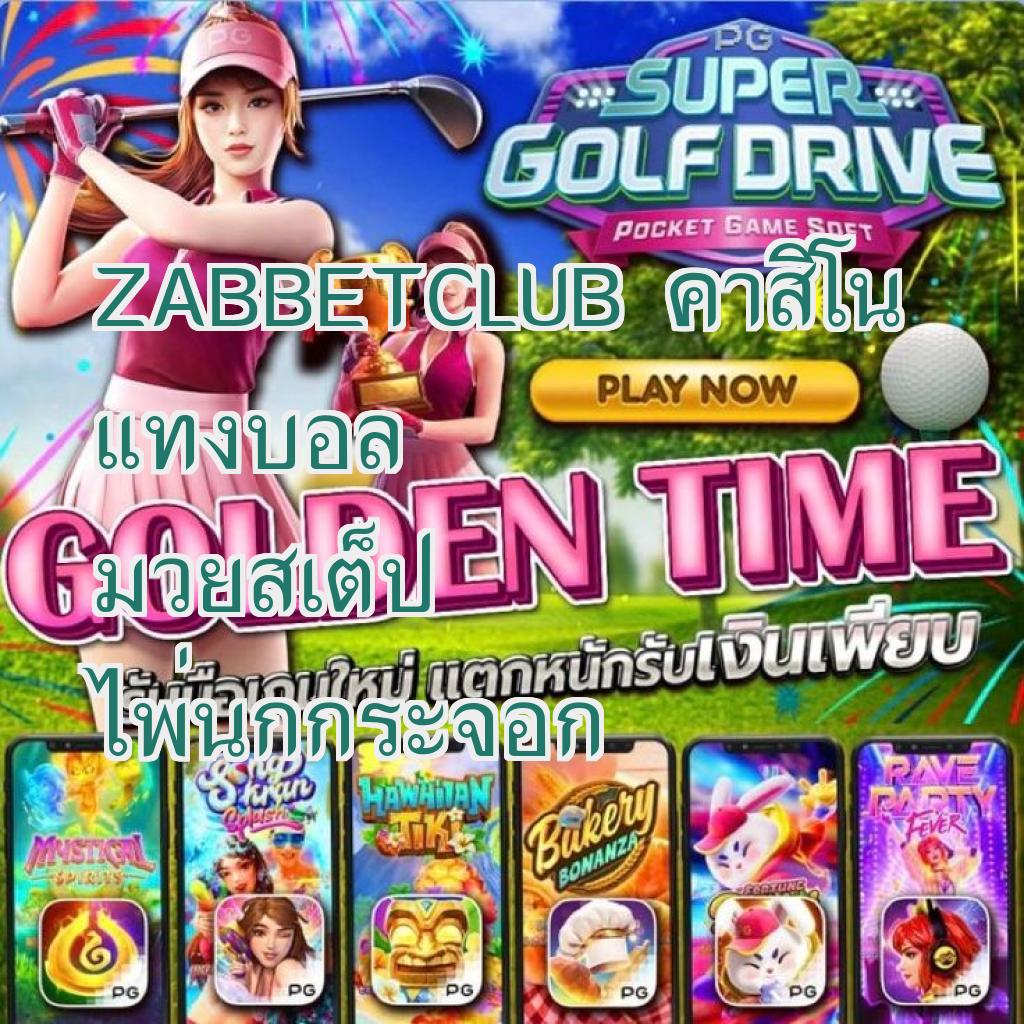 PG
PG
SUPER
GOLF DRIVE
POCKET GAME SOFT
ZABBETCLUB คาสิโน
PLAY NOW
แทงบอล
GOLDEN TIME
มวยสเต็ป
แตกหนักรับเงินเพียบ
ไพ่นกกระจอก
MYSTICAL
SPIRITS
Songkran
Splash
HAWAIIAN
TIKI
Bakery
BONANZA
FORTUNE
RAVE
PARTY
FEVER
PG PG PG PG PG PG